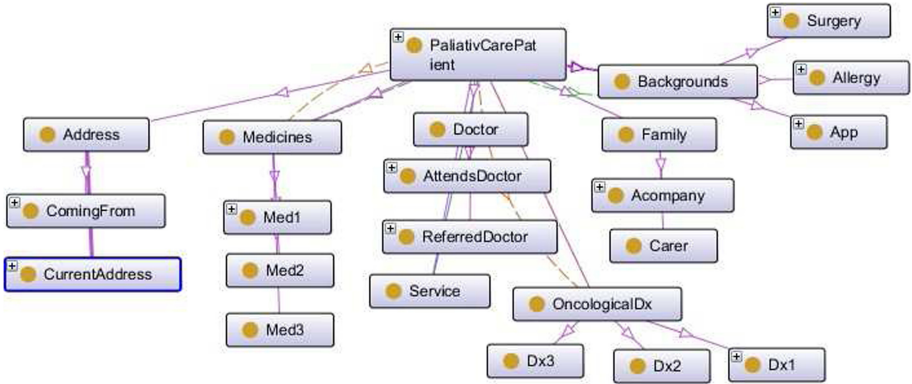 Surgery
PaliativCarePat
ient
Backgrounds
Allergy
Address
Medicines
Doctor
Family
App
AttendsDoctor
Acompany
ComingFrom
Med1
ReferredDoctor
Carer
CurrentAddress
Med2
Service
OncologicalDx
Med3
Dx3
Dx2
Dx1